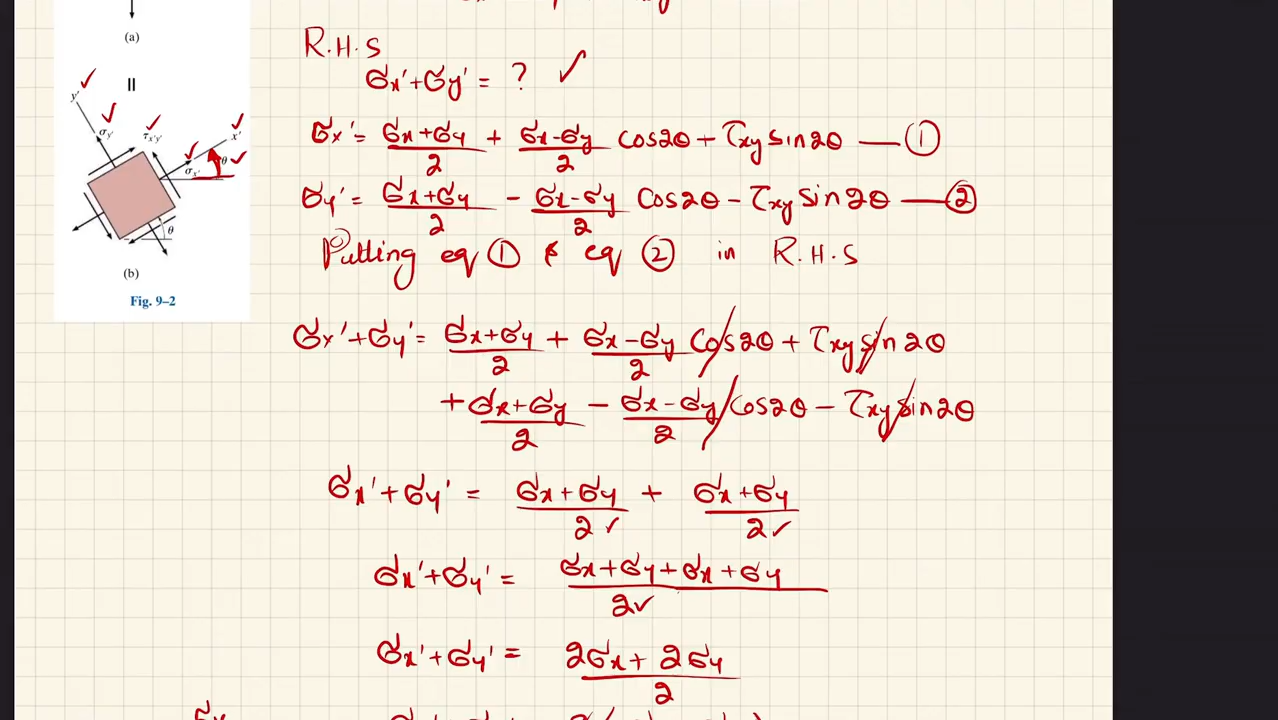 (a)
R.H.S
σx'+σy' = ? ✓
||
y'
σy'
τx'y'
x'
θ
σx'
θ
(b)
Fig. 9–2
σx' = σx+σy/2 + σx-σy/2 cos2θ + τxy sin2θ — ①
σy' = σx+σy/2 - σx-σy/2 cos2θ - τxy sin2θ — ②
Putting eq ① & eq ② in R.H.S
σx'+σy' = σx+σy/2 + σx-σy/2 cos2θ + τxy sin2θ
+ σx+σy/2 - σx-σy/2 cos2θ - τxy sin2θ
σx'+σy' = σx+σy/2 + σx+σy/2
σx'+σy' = σx+σy+σx+σy/2
σx'+σy' = 2σx+2σy/2